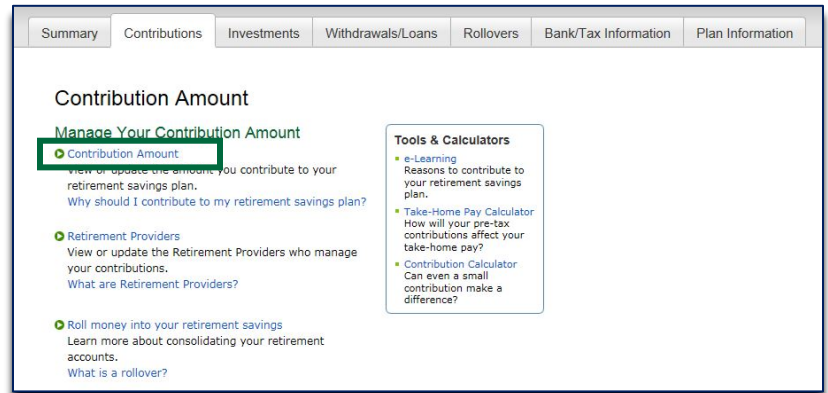 Summary Contributions Investments Withdrawals/Loans Rollovers Bank/Tax Information Plan Information
Contribution Amount
Manage Your Contribution Amount
Contribution Amount
View or update the amount you contribute to your
retirement savings plan.
Why should I contribute to my retirement savings plan?
Retirement Providers
View or update the Retirement Providers who manage
your contributions.
What are Retirement Providers?
Roll money into your retirement savings
Learn more about consolidating your retirement
accounts.
What is a rollover?
Tools & Calculators
e-Learning
Reasons to contribute to
your retirement savings
plan.
Take-Home Pay Calculator
How will your pre-tax
contributions affect your
take-home pay?
Contribution Calculator
Can even a small
contribution make a
difference?